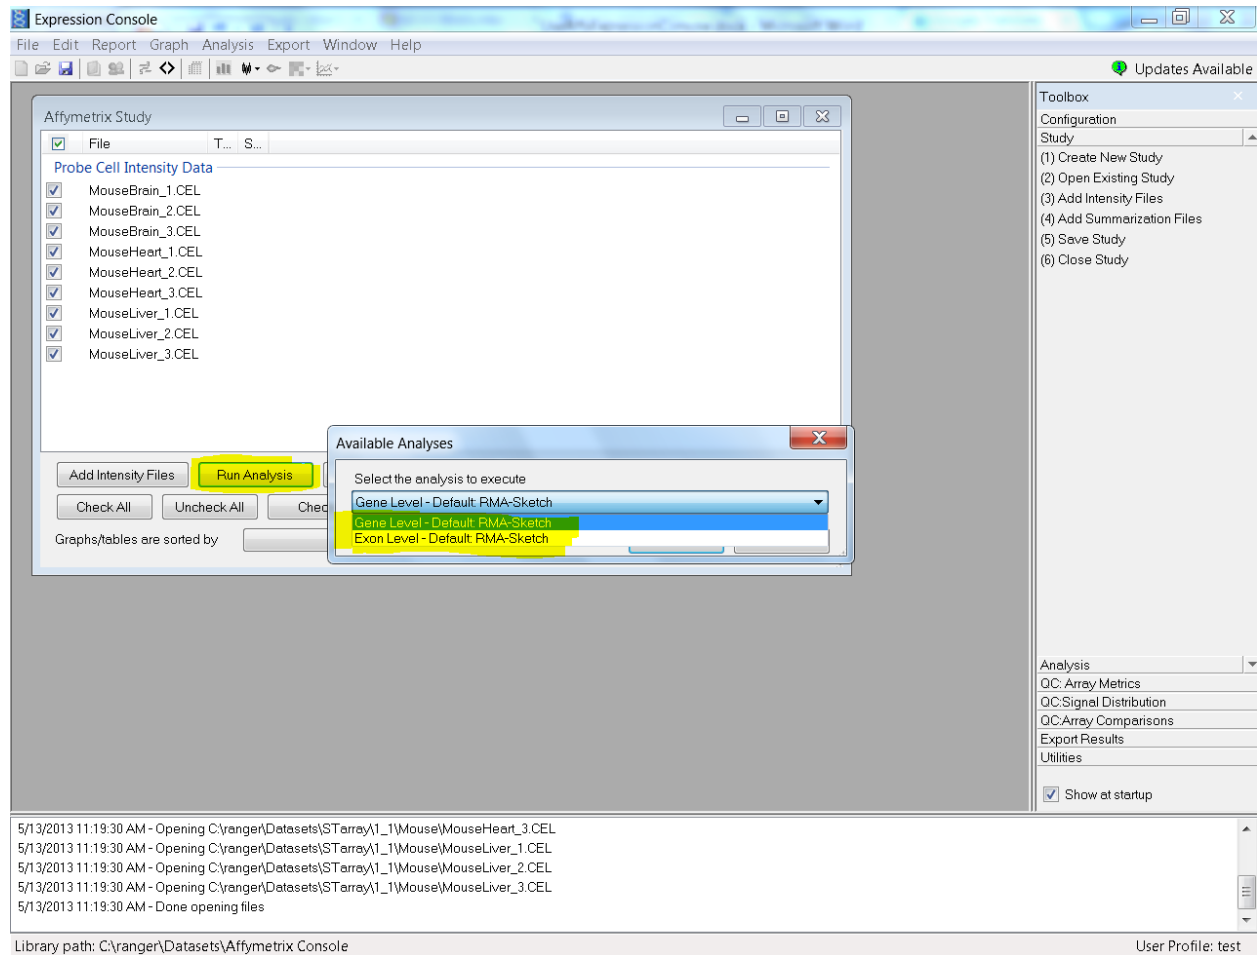 Expression Console
File Edit Report Graph Analysis Export Window Help
Updates Available
Affymetrix Study
File T... S...
Probe Cell Intensity Data
MouseBrain_1.CEL
MouseBrain_2.CEL
MouseBrain_3.CEL
MouseHeart_1.CEL
MouseHeart_2.CEL
MouseHeart_3.CEL
MouseLiver_1.CEL
MouseLiver_2.CEL
MouseLiver_3.CEL
Add Intensity Files Run Analysis
Check All Uncheck All Chec
Graphs/tables are sorted by
Available Analyses
Select the analysis to execute
Gene Level - Default: RMA-Sketch
Gene Level - Default: RMA-Sketch
Exon Level - Default: RMA-Sketch
Toolbox
Configuration
Study
(1) Create New Study
(2) Open Existing Study
(3) Add Intensity Files
(4) Add Summarization Files
(5) Save Study
(6) Close Study
Analysis
QC: Array Metrics
QC:Signal Distribution
QC:Array Comparisons
Export Results
Utilities
Show at startup
5/13/2013 11:19:30 AM - Opening C:\ranger\Datasets\STarray\1_1\Mouse\MouseHeart_3.CEL
5/13/2013 11:19:30 AM - Opening C:\ranger\Datasets\STarray\1_1\Mouse\MouseLiver_1.CEL
5/13/2013 11:19:30 AM - Opening C:\ranger\Datasets\STarray\1_1\Mouse\MouseLiver_2.CEL
5/13/2013 11:19:30 AM - Opening C:\ranger\Datasets\STarray\1_1\Mouse\MouseLiver_3.CEL
5/13/2013 11:19:30 AM - Done opening files
Library path: C:\ranger\Datasets\Affymetrix Console User Profile: test